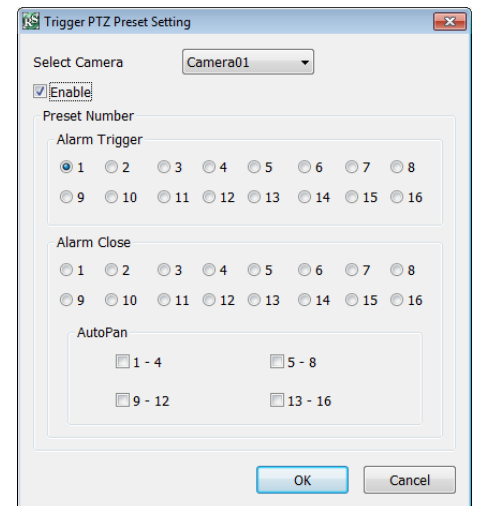 RS Trigger PTZ Preset Setting
Select Camera Camera01
Enable
Preset Number
Alarm Trigger
1 2 3 4 5 6 7 8
9 10 11 12 13 14 15 16
Alarm Close
1 2 3 4 5 6 7 8
9 10 11 12 13 14 15 16
AutoPan
1 - 4 5 - 8
9 - 12 13 - 16
OK Cancel